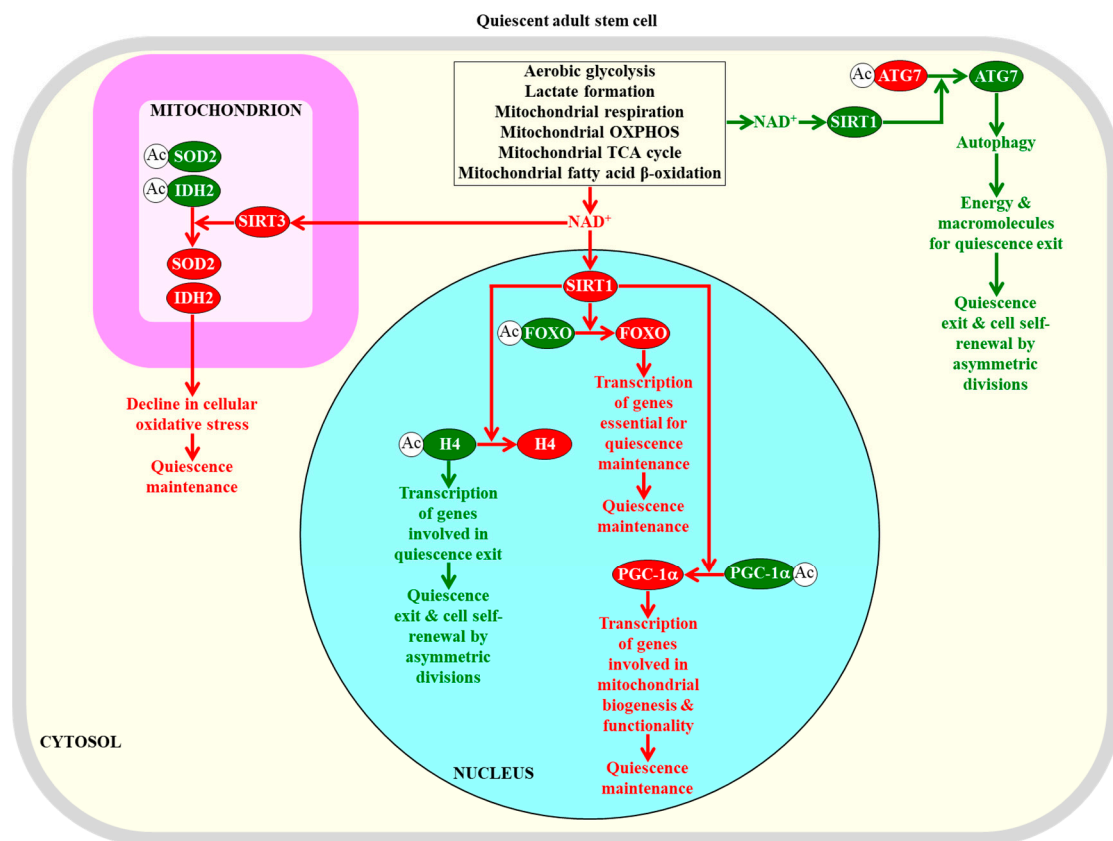 Quiescent adult stem cell
MITOCHONDRION
Ac
SOD2
Ac
IDH2
SIRT3
SOD2
IDH2
Decline in cellular
oxidative stress
Quiescence
maintenance
Aerobic glycolysis
Lactate formation
Mitochondrial respiration
Mitochondrial OXPHOS
Mitochondrial TCA cycle
Mitochondrial fatty acid β-oxidation
NAD⁺
NAD⁺
SIRT1
Ac
ATG7
ATG7
Autophagy
Energy &
macromolecules
for quiescence exit
Quiescence
exit & cell self-
renewal by
asymmetric
divisions
SIRT1
Ac
FOXO
FOXO
Transcription
of genes
essential for
quiescence
maintenance
Quiescence
maintenance
Ac
H4
H4
Transcription
of genes
involved in
quiescence exit
Quiescence
exit & cell self-
renewal by
asymmetric
divisions
PGC-1α
PGC-1α
Ac
Transcription
of genes
involved in
mitochondrial
biogenesis &
functionality
Quiescence
maintenance
CYTOSOL
NUCLEUS